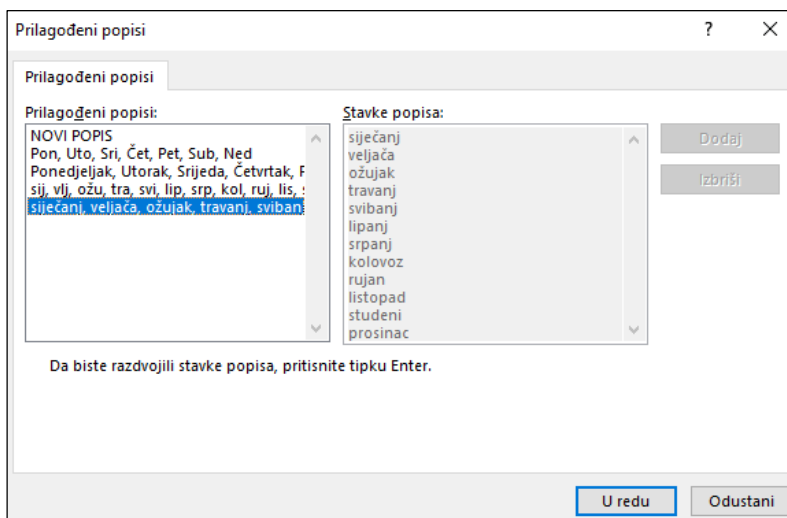 Prilagođeni popisi
?
Prilagođeni popisi
Prilagođeni popisi:
NOVI POPIS
Pon, Uto, Sri, Čet, Pet, Sub, Ned
Ponedjeljak, Utorak, Srijeda, Četvrtak, P
sij, vlj, ožu, tra, svi, lip, srp, kol, ruj, lis, s
siječanj, veljača, ožujak, travanj, sviban
Stavke popisa:
siječanj
veljača
ožujak
travanj
svibanj
lipanj
srpanj
kolovoz
rujan
listopad
studeni
prosinac
Dodaj
Izbriši
Da biste razdvojili stavke popisa, pritisnite tipku Enter.
U redu
Odustani